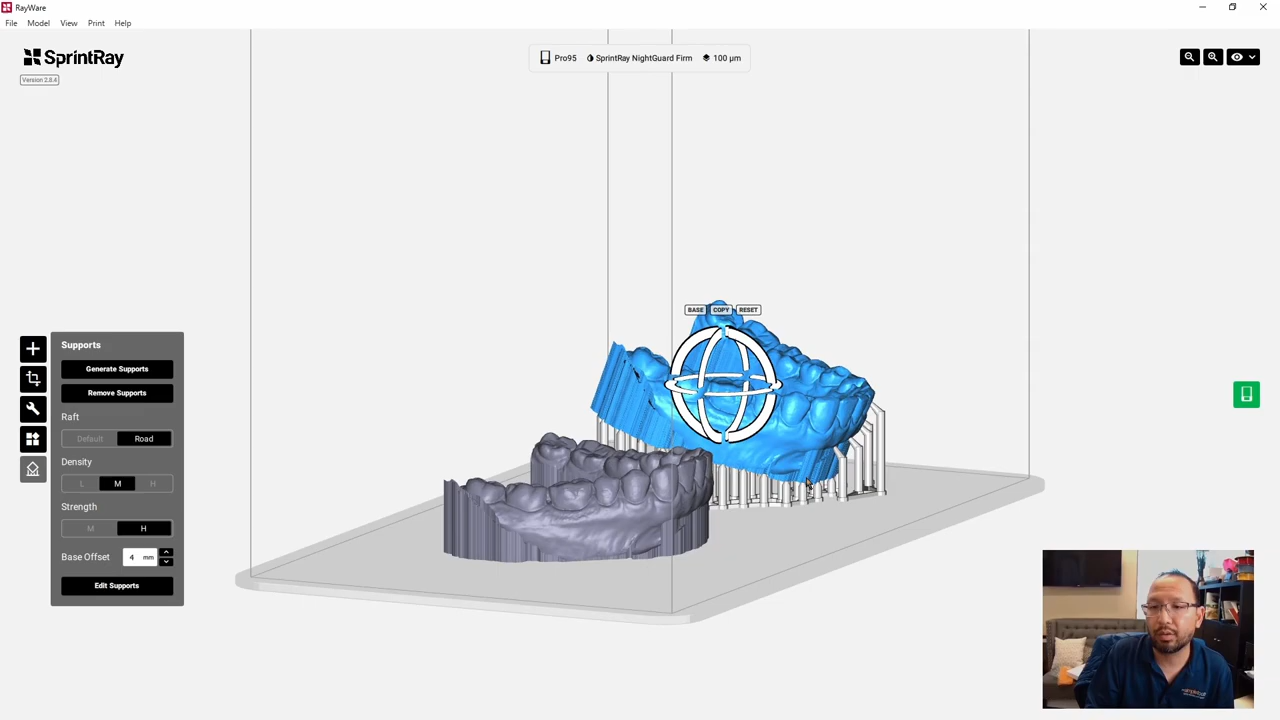 RayWare
File Model View Print Help
SprintRay
Version 2.8.4
Pro95 SprintRay NightGuard Firm 100 µm
BASE COPY RESET
Supports
Generate Supports
Remove Supports
Raft
Default Road
Density
L M H
Strength
M H
Base Offset 4 mm
Edit Supports